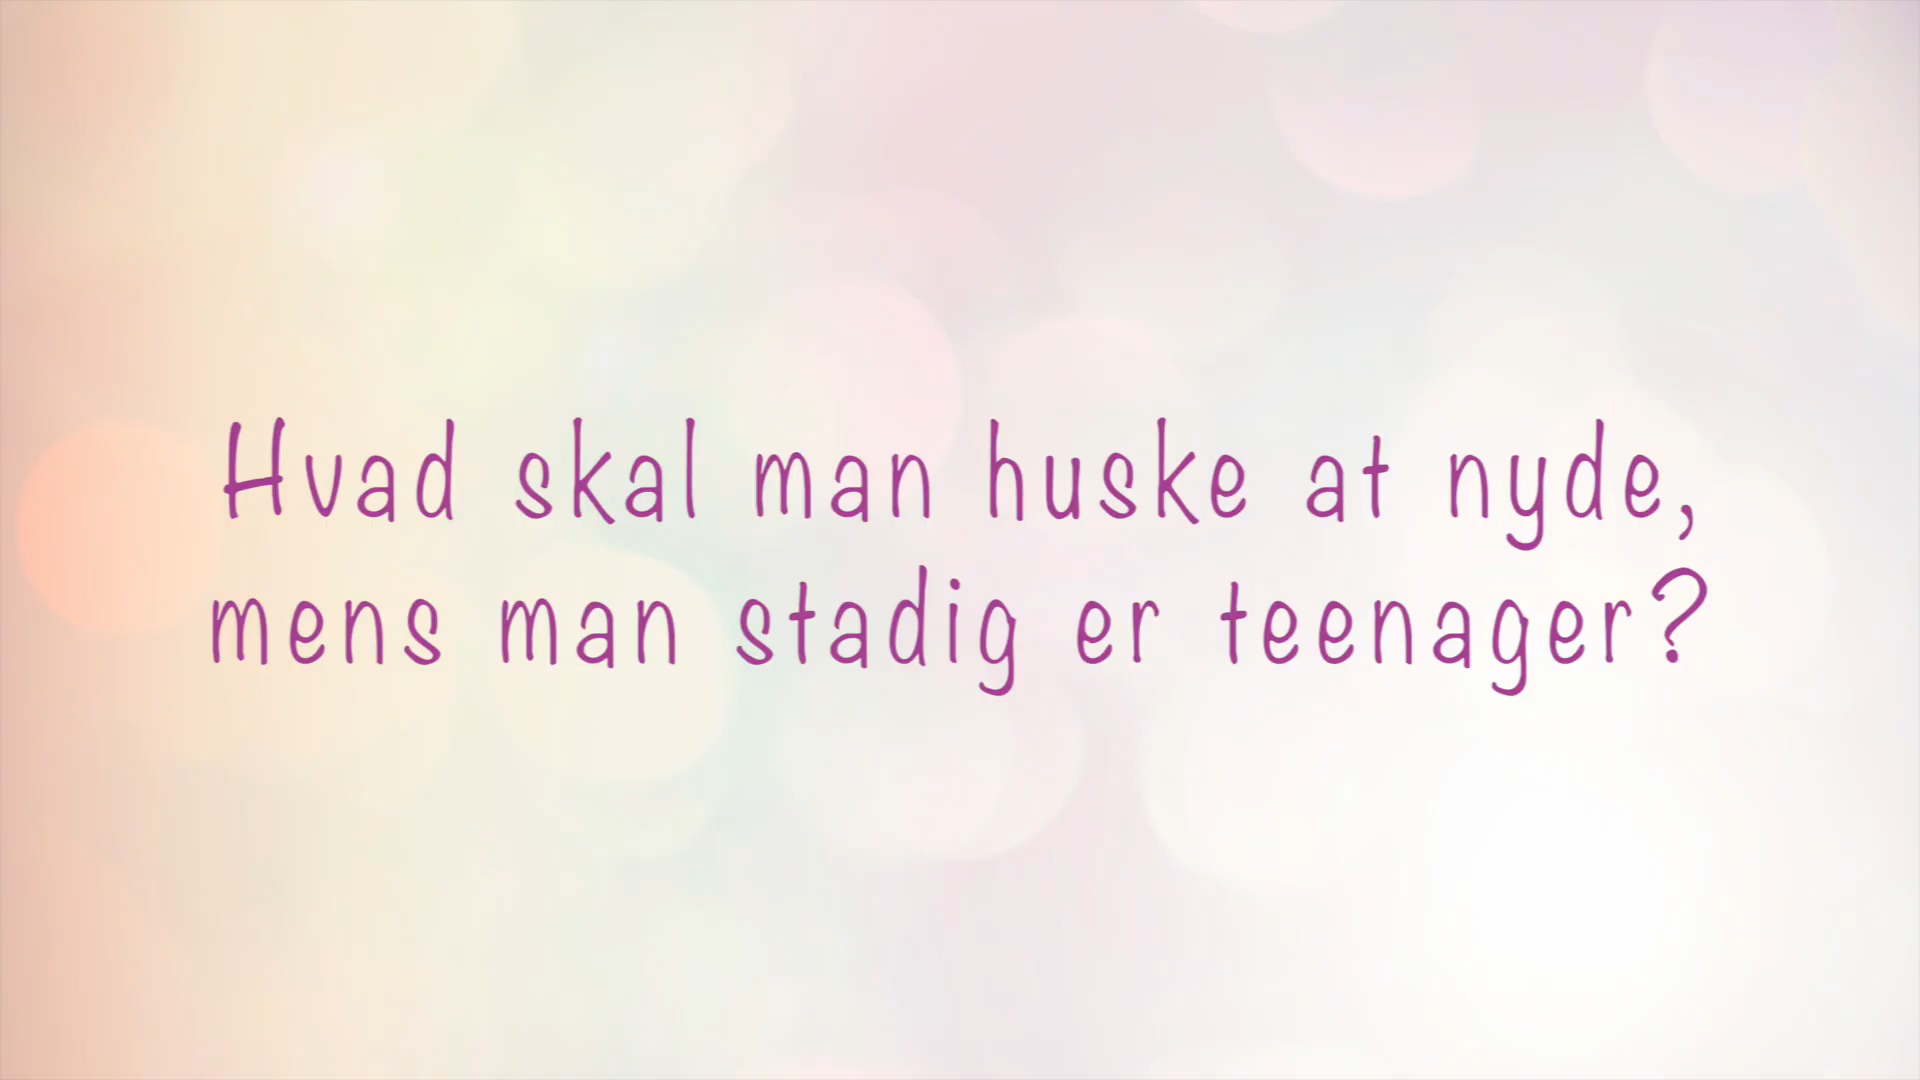 Hvad skal man huske at nyde,
mens man stadig er teenager?